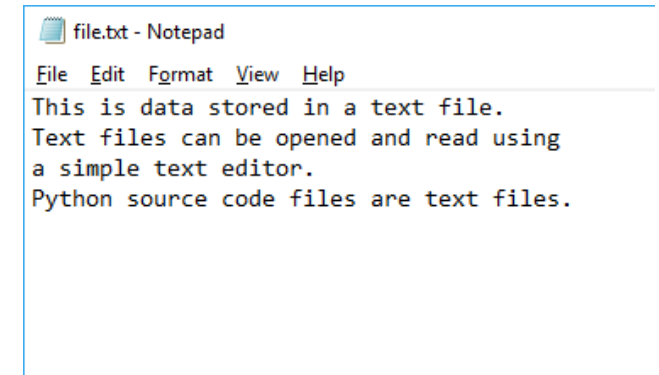 file.txt - Notepad
File Edit Format View Help
This is data stored in a text file.
Text files can be opened and read using
a simple text editor.
Python source code files are text files.